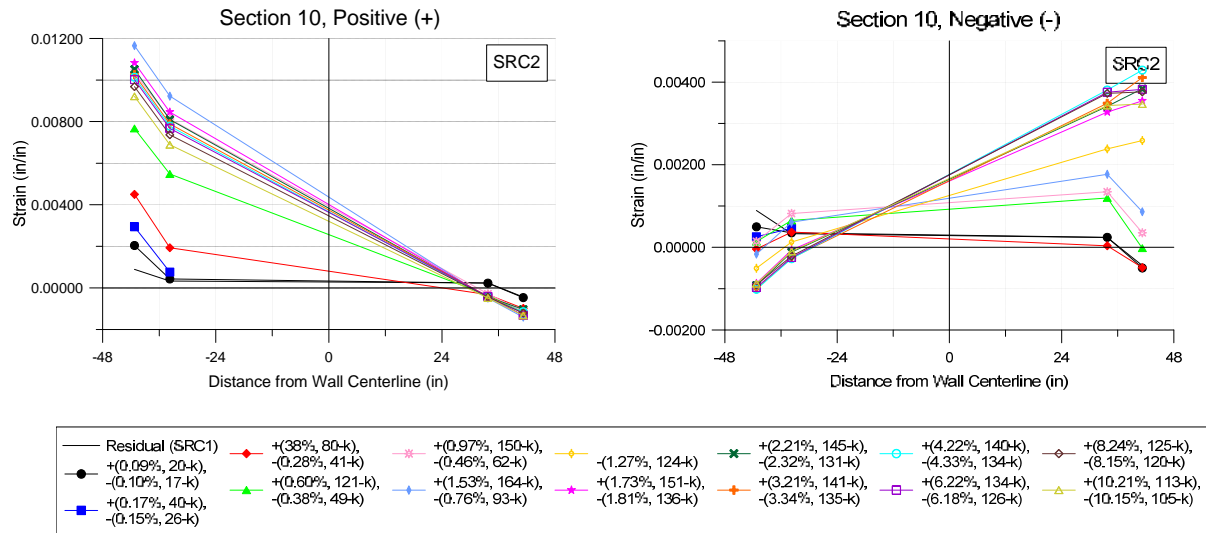 Section 10, Positive (+)
0.01200
0.00800
0.00400
0.00000
Strain (in/in)
SRC2
-48
-24
0
24
48
Distance from Wall Centerline (in)
Section 10, Negative (-)
0.00400
0.00200
0.00000
-0.00200
Strain (in/in)
SRC2
-48
-24
0
24
48
Distance from Wall Centerline (in)
Residual (SRC1)
+(0.09%, 20-k),
-(0.10%, 17-k)
+(0.17%, 40-k),
-(0.15%, 26-k)
+(38%, 80-k),
-(0.28%, 41-k)
+(0.60%, 121-k),
-(0.38%, 49-k)
+(0.97%, 150-k),
-(0.46%, 62-k)
+(1.53%, 164-k),
-(0.76%, 93-k)
-(1.27%, 124-k)
+(1.73%, 151-k),
-(1.81%, 136-k)
+(2.21%, 145-k),
-(2.32%, 131-k)
+(3.21%, 141-k),
-(3.34%, 135-k)
+(4.22%, 140-k),
-(4.33%, 134-k)
+(6.22%, 134-k),
-(6.18%, 126-k)
+(8.24%, 125-k),
-(8.15%, 120-k)
+(10.21%, 113-k),
-(10.15%, 105-k)